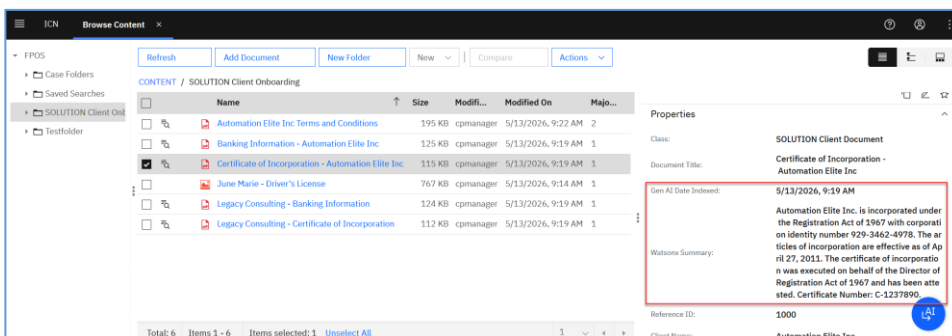 ICN
Browse Content ×
FPOS
Case Folders
Saved Searches
SOLUTION Client Onb
Testfolder
Refresh
Add Document
New Folder
New
Compare
Actions
CONTENT / SOLUTION Client Onboarding
Name ↑ Size Modifi... Modified On Majo...
Automation Elite Inc Terms and Conditions 195 KB cpmanager 5/13/2026, 9:22 AM 2
Banking Information - Automation Elite Inc 125 KB cpmanager 5/13/2026, 9:19 AM 1
Certificate of Incorporation - Automation Elite Inc 115 KB cpmanager 5/13/2026, 9:19 AM 1
June Marie - Driver's License 767 KB cpmanager 5/13/2026, 9:14 AM 1
Legacy Consulting - Banking Information 124 KB cpmanager 5/13/2026, 9:19 AM 1
Legacy Consulting - Certificate of Incorporation 112 KB cpmanager 5/13/2026, 9:19 AM 1
Total: 6 Items 1 - 6 Items selected: 1 Unselect All 1
Properties
Class: SOLUTION Client Document
Document Title: Certificate of Incorporation -
Automation Elite Inc
Gen AI Date Indexed: 5/13/2026, 9:19 AM
Watsonx Summary:
Automation Elite Inc. is incorporated under
the Registration Act of 1967 with corporati
on identity number 929-3462-4978. The ar
ticles of incorporation are effective as of Ap
ril 27, 2011. The certificate of incorporatio
n was executed on behalf of the Director of
Registration Act of 1967 and has been atte
sted. Certificate Number: C-1237890.
Reference ID: 1000
Client Name: Automation Elite Inc
AI